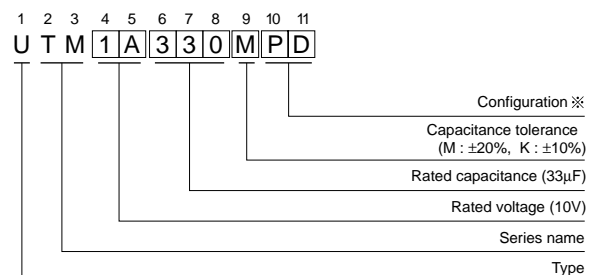 1 2 3 4 5 6 7 8 9 10 11
U T M 1 A 3 3 0 M P D
Configuration ※
Capacitance tolerance
(M : ±20%, K : ±10%)
Rated capacitance (33µF)
Rated voltage (10V)
Series name
Type